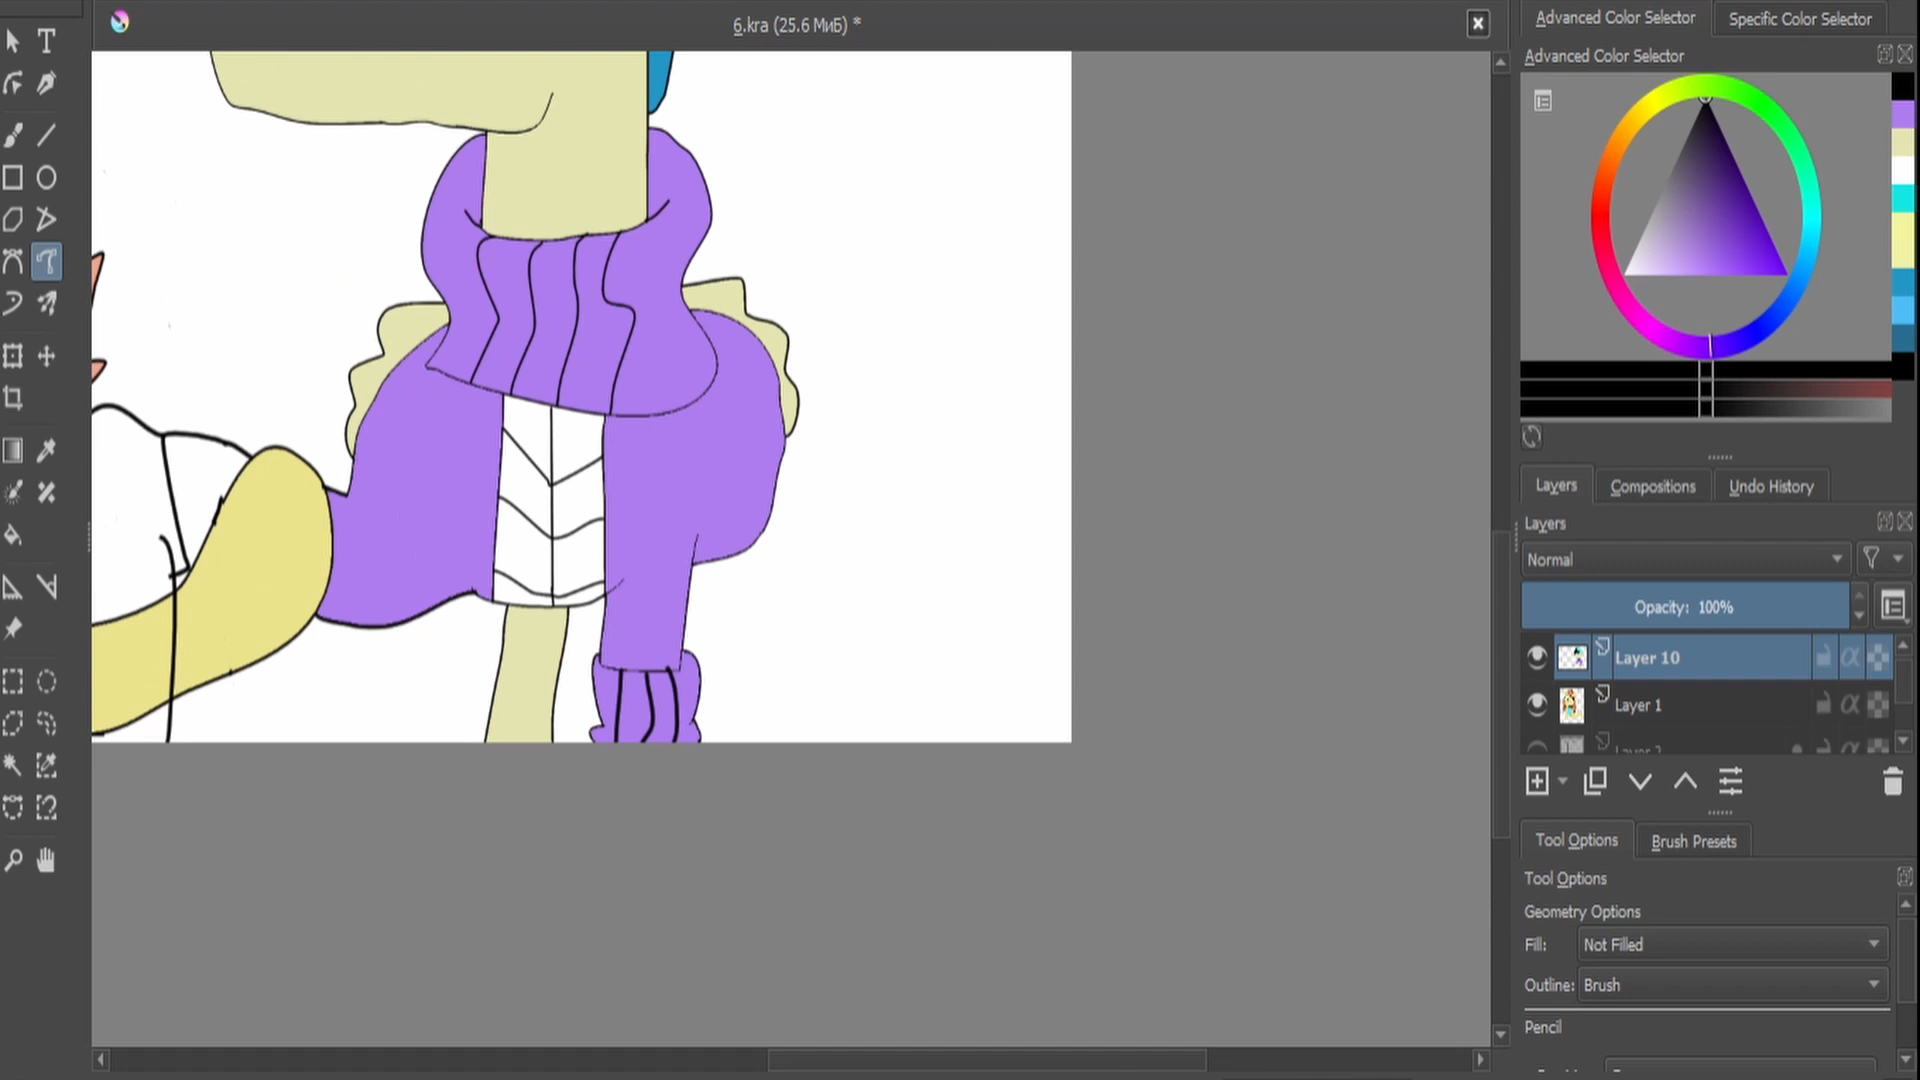 6.kra (25.6 МиБ) *
Advanced Color Selector
Specific Color Selector
Advanced Color Selector
Layers
Compositions
Undo History
Layers
Normal
Opacity: 100%
Layer 10
Layer 1
Tool Options
Brush Presets
Tool Options
Geometry Options
Fill: Not Filled
Outline: Brush
Pencil